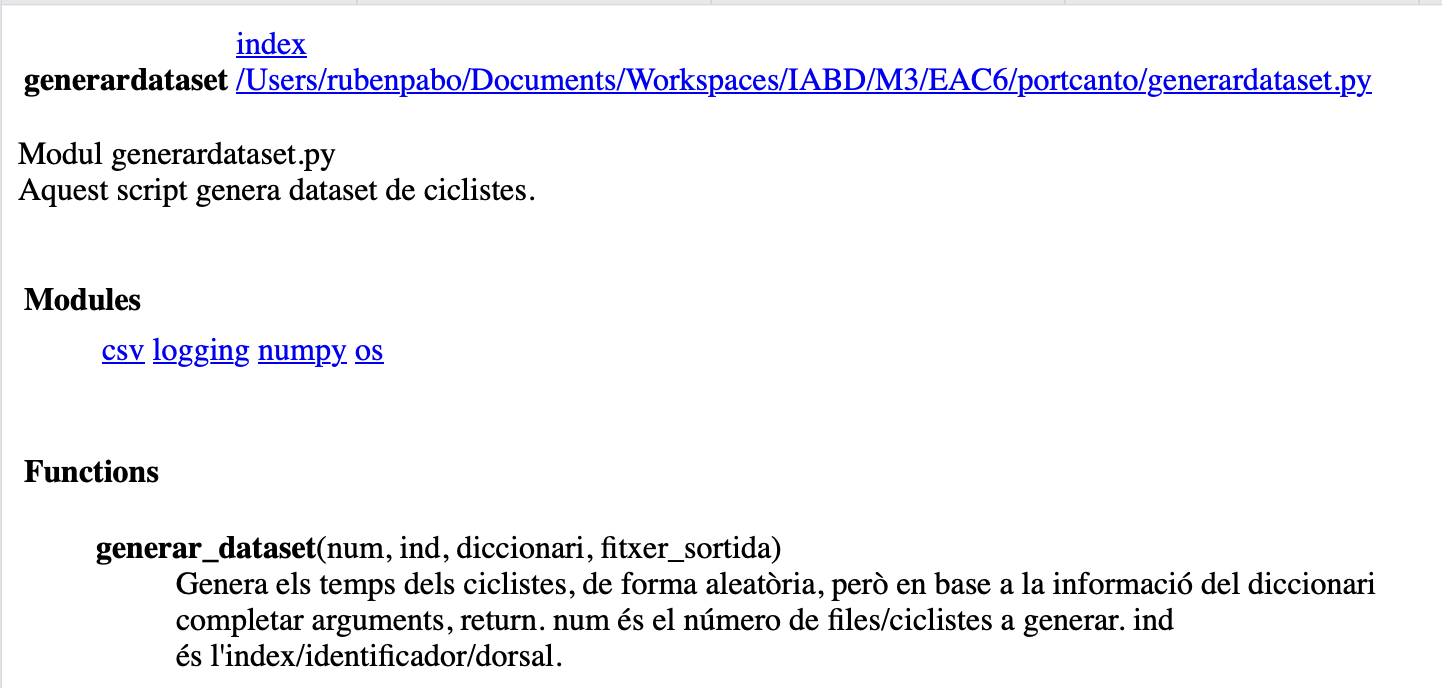 index
generardataset /Users/rubenpabo/Documents/Workspaces/IABD/M3/EAC6/portcanto/generardataset.py
Modul generardataset.py
Aquest script genera dataset de ciclistes.
Modules
csv logging numpy os
Functions
generar_dataset(num, ind, diccionari, fitxer_sortida)
Genera els temps dels ciclistes, de forma aleatòria, però en base a la informació del diccionari
completar arguments, return. num és el número de files/ciclistes a generar. ind
és l'index/identificador/dorsal.